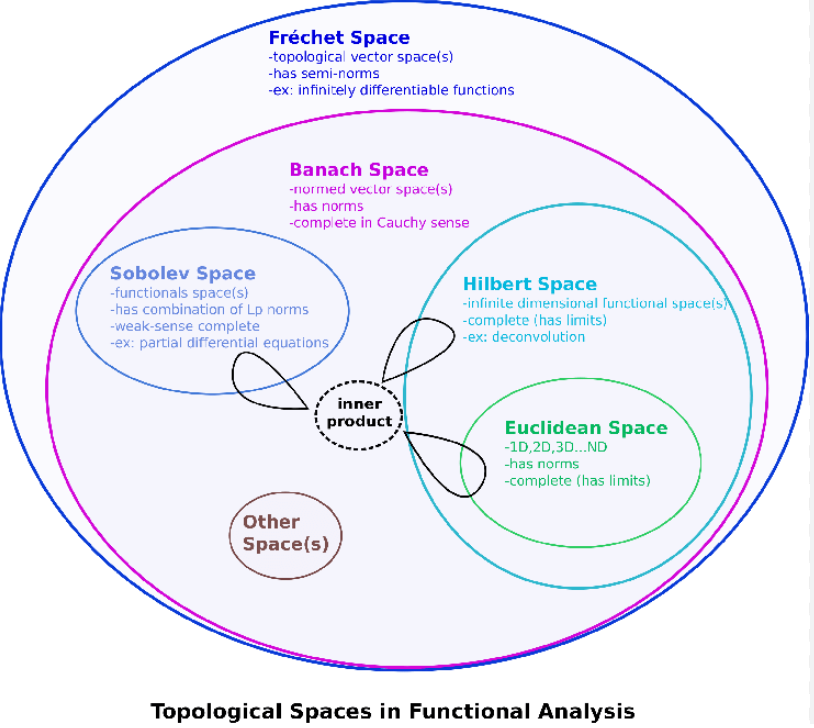 Fréchet Space
-topological vector space(s)
-has semi-norms
-ex: infinitely differentiable functions
Banach Space
-normed vector space(s)
-has norms
-complete in Cauchy sense
Sobolev Space
-functionals space(s)
-has combination of Lp norms
-weak-sense complete
-ex: partial differential equations
Hilbert Space
-infinite dimensional functional space(s)
-complete (has limits)
-ex: deconvolution
inner
product
Euclidean Space
-1D,2D,3D...ND
-has norms
-complete (has limits)
Other
Space(s)
Topological Spaces in Functional Analysis